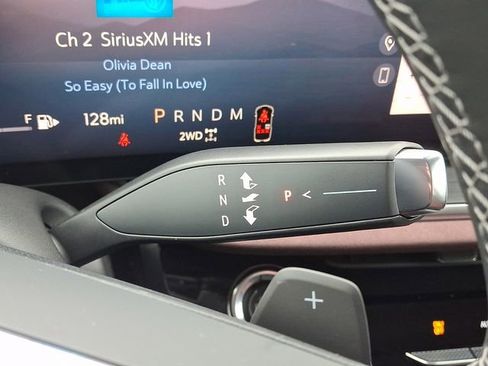 Ch 2 SiriusXM Hits 1
Olivia Dean
So Easy (To Fall In Love)
F 128mi P R N D M
2WD
R
N P <
D
+